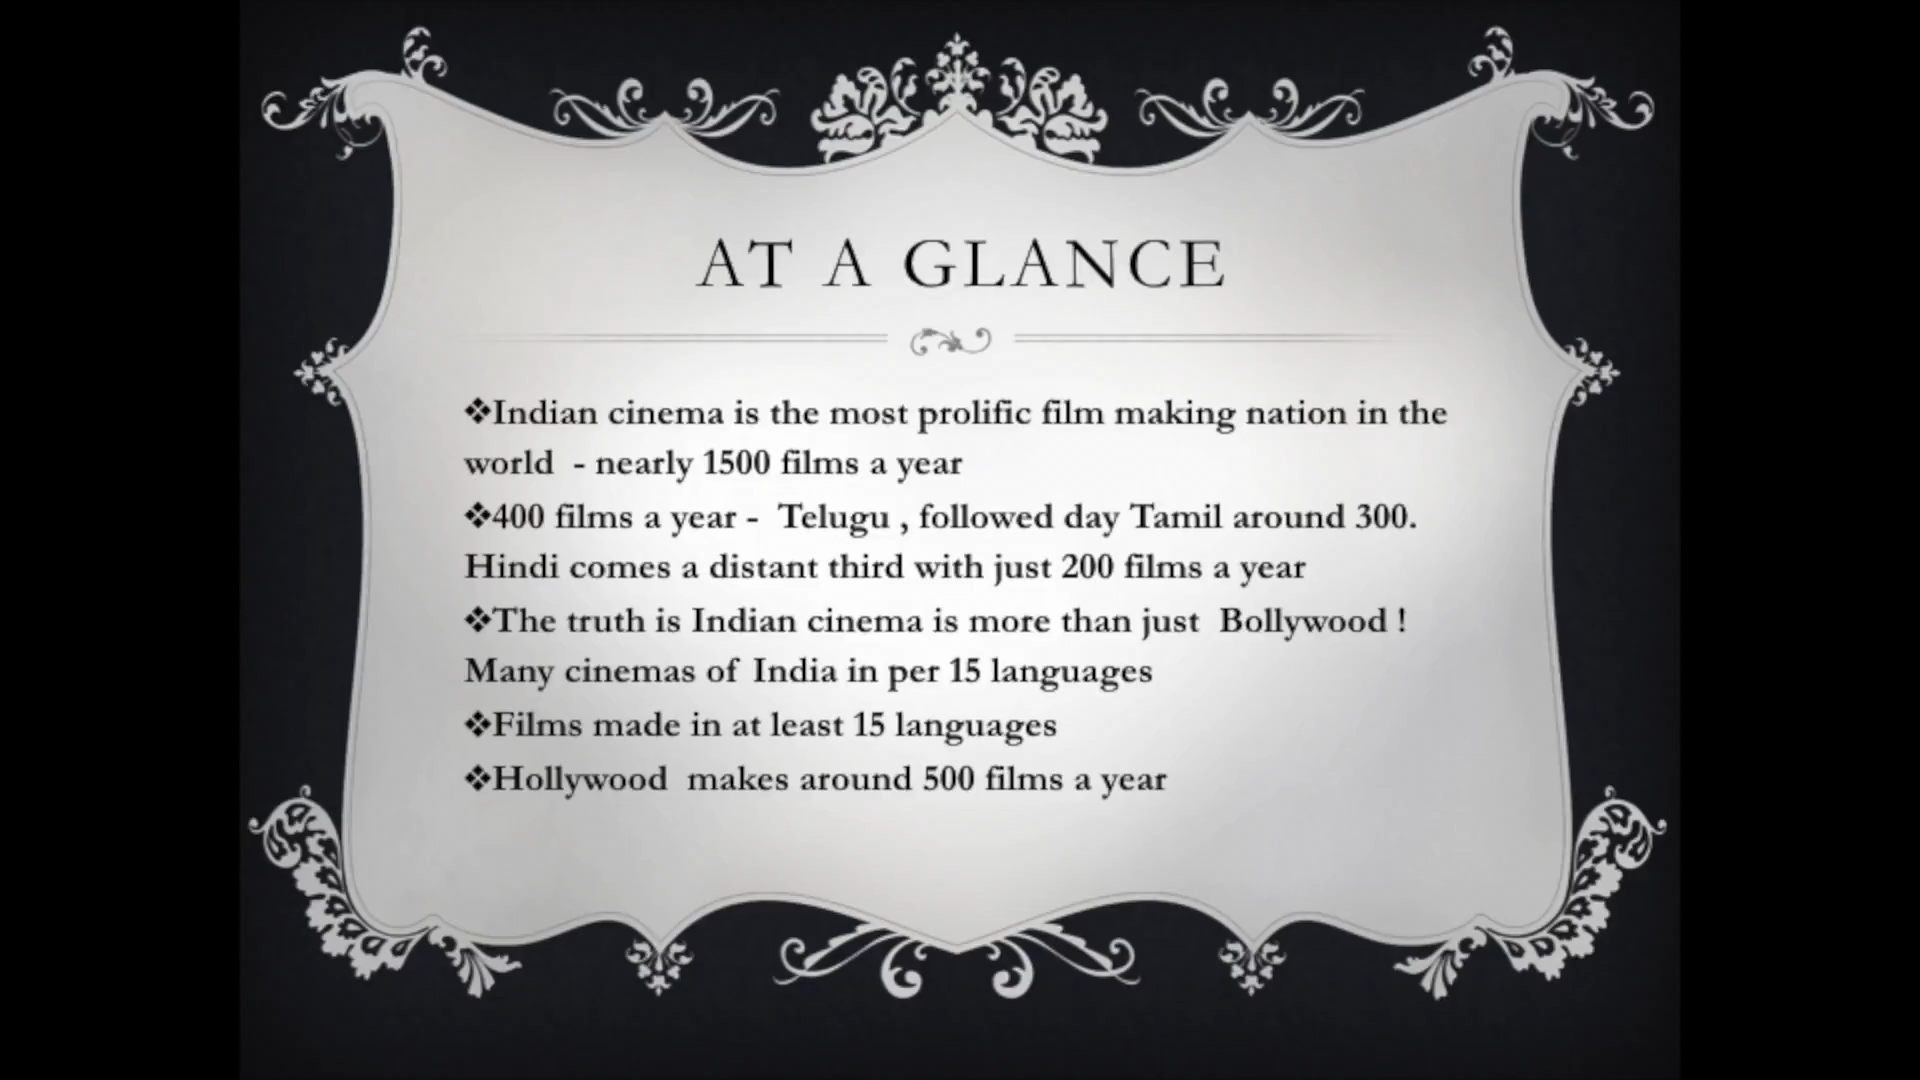 AT A GLANCE
❖Indian cinema is the most prolific film making nation in the
world - nearly 1500 films a year
❖400 films a year - Telugu , followed day Tamil around 300.
Hindi comes a distant third with just 200 films a year
❖The truth is Indian cinema is more than just Bollywood !
Many cinemas of India in per 15 languages
❖Films made in at least 15 languages
❖Hollywood makes around 500 films a year